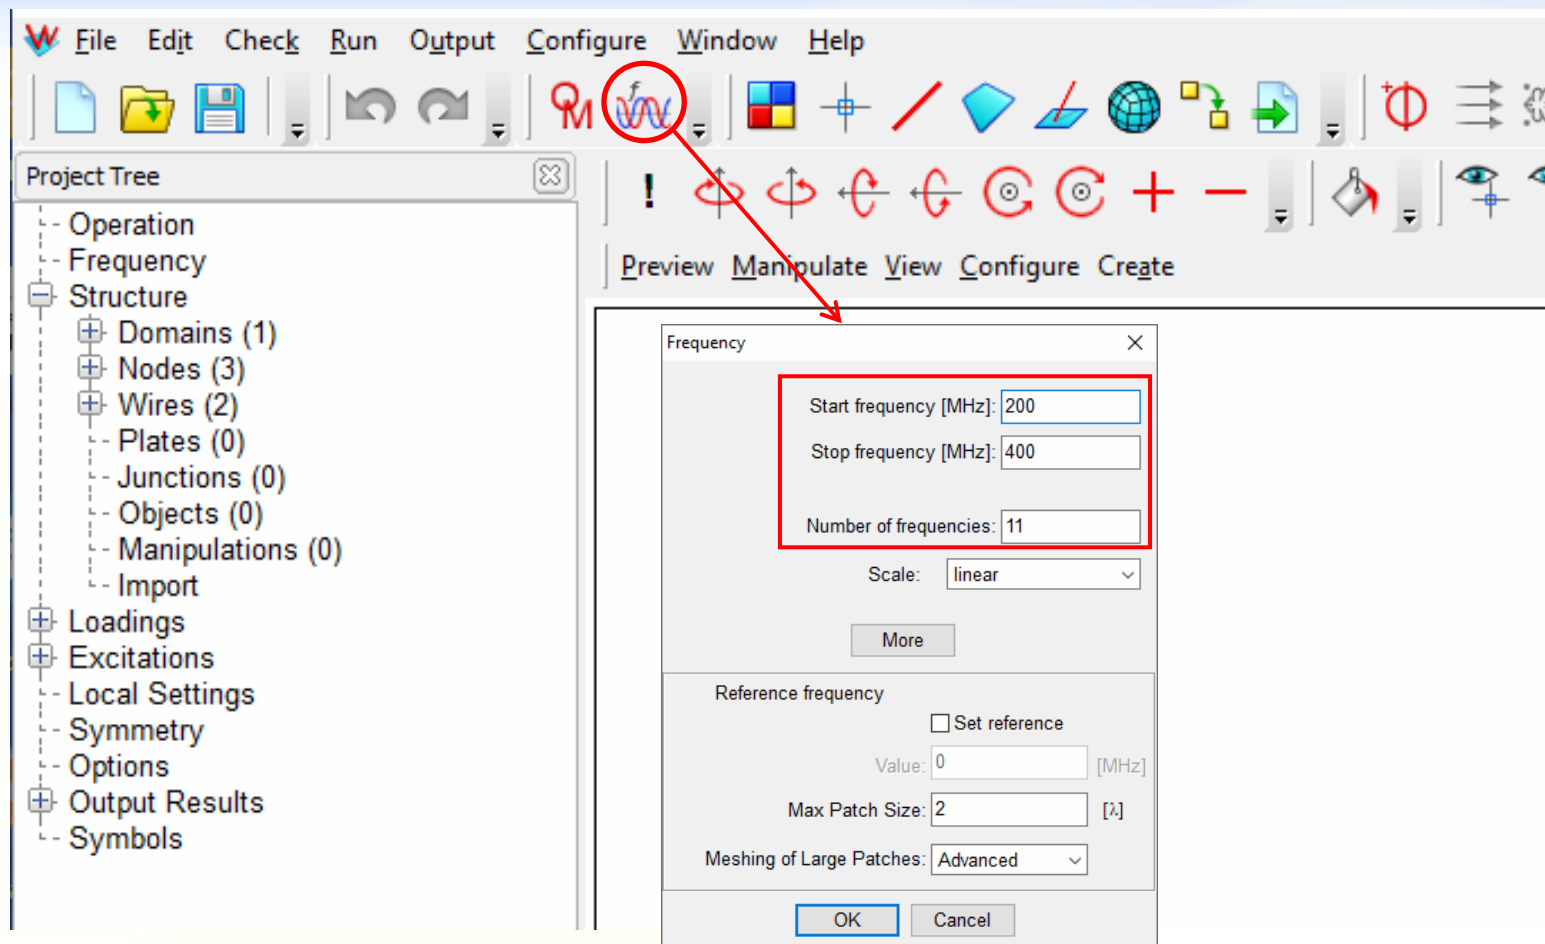 File Edit Check Run Output Configure Window Help
Project Tree
Operation
Frequency
Structure
Domains (1)
Nodes (3)
Wires (2)
Plates (0)
Junctions (0)
Objects (0)
Manipulations (0)
Import
Loadings
Excitations
Local Settings
Symmetry
Options
Output Results
Symbols
Preview Manipulate View Configure Create
Frequency
Start frequency [MHz]: 200
Stop frequency [MHz]: 400
Number of frequencies: 11
Scale: linear
More
Reference frequency
Set reference
Value: 0 [MHz]
Max Patch Size: 2 [λ]
Meshing of Large Patches: Advanced
OK Cancel